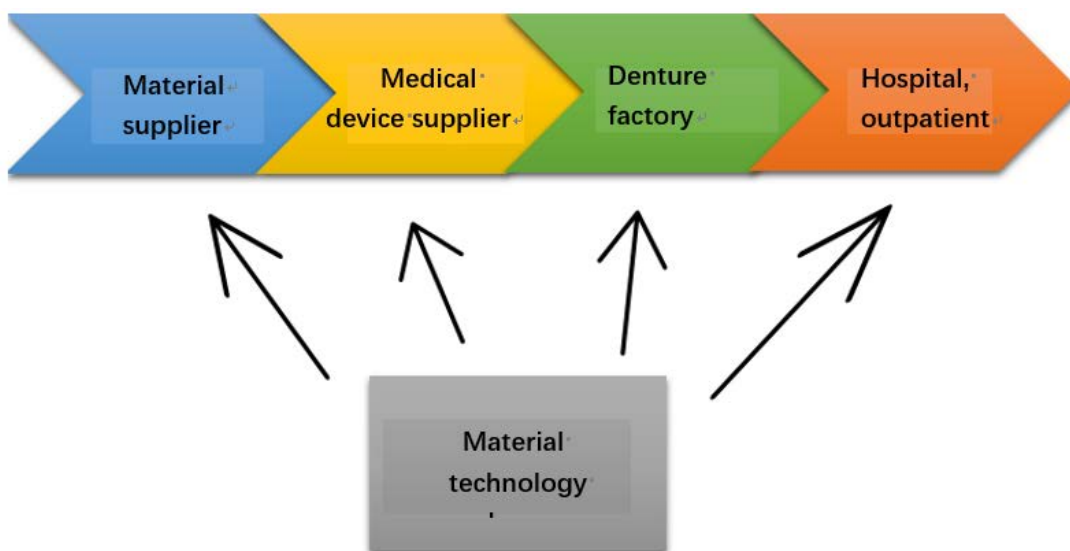 Material
supplier
Medical
device supplier
Denture
factory
Hospital,
outpatient
Material
technology